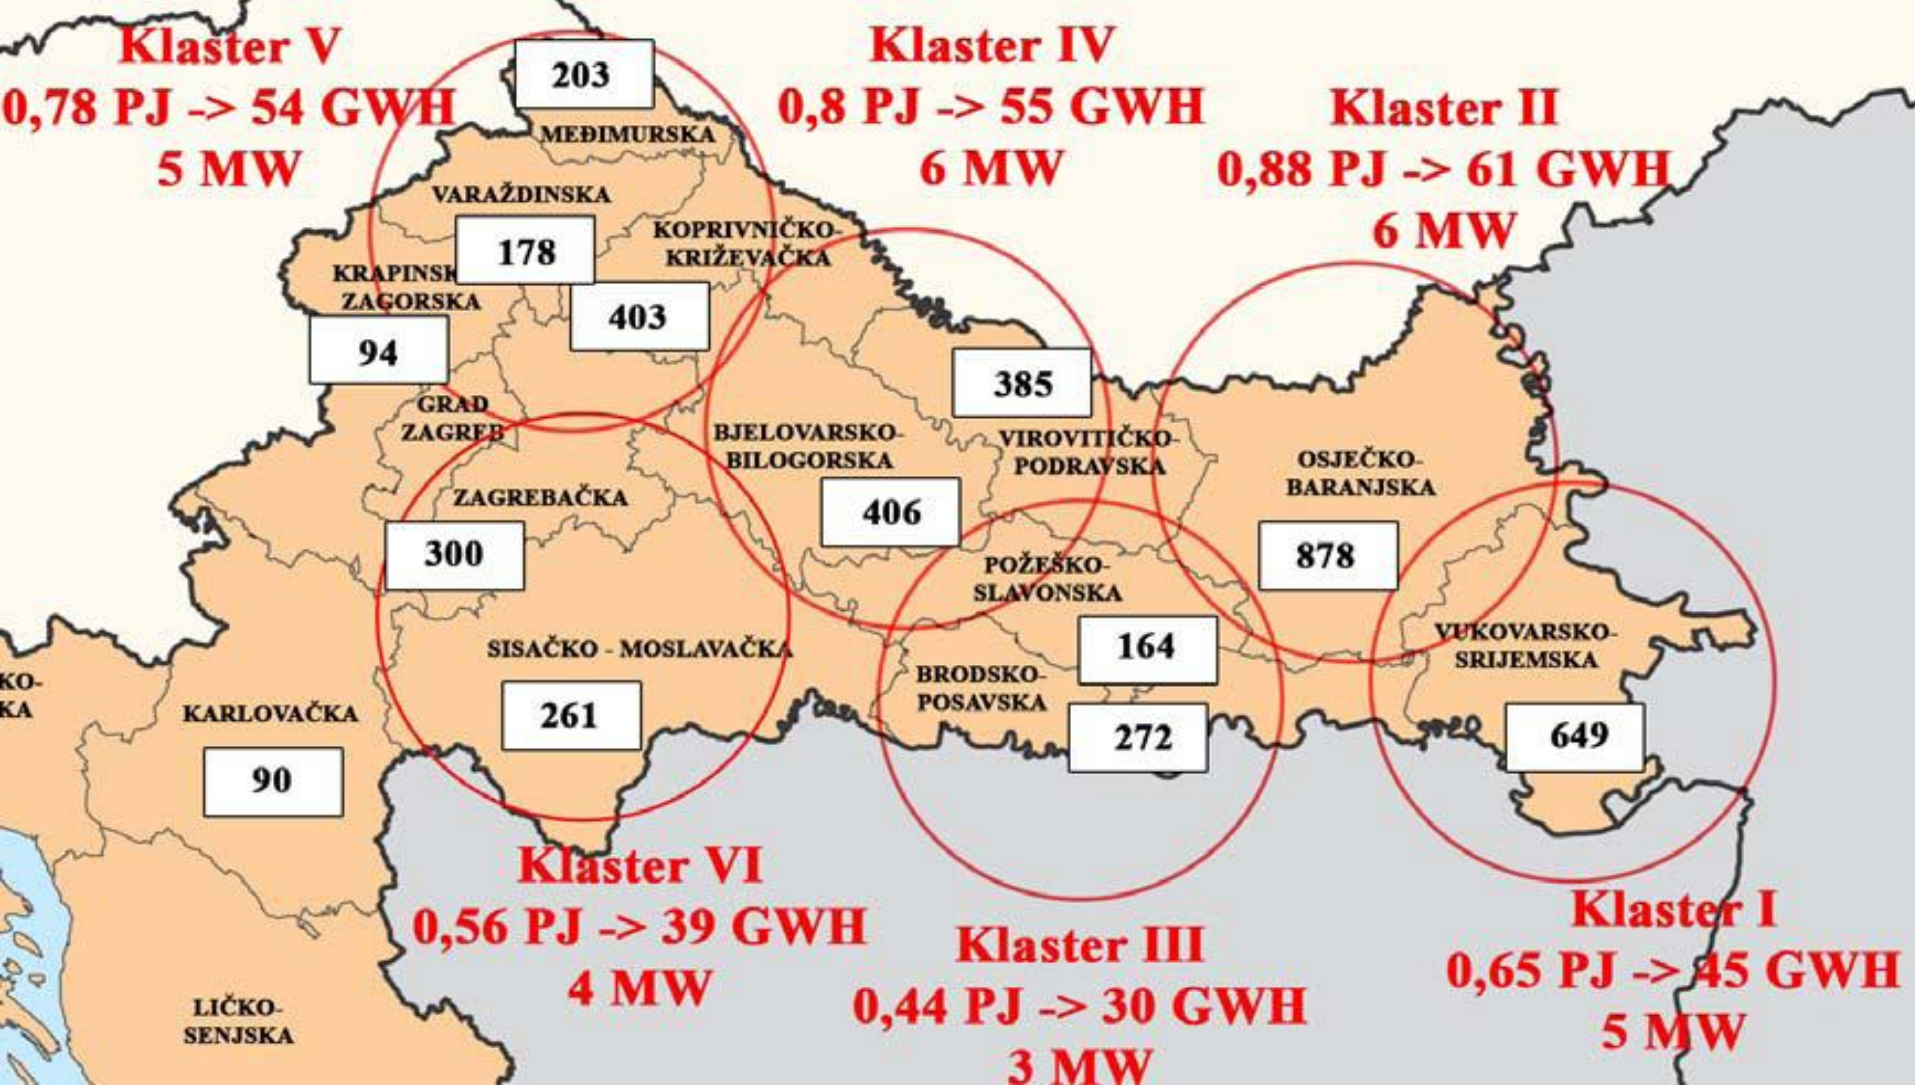 Klaster V
0,78 PJ -> 54 GWH
5 MW
Klaster IV
0,8 PJ -> 55 GWH
6 MW
Klaster II
0,88 PJ -> 61 GWH
6 MW
203
MEĐIMURSKA
VARAŽDINSKA
178
KOPRIVNIČKO-
KRIŽEVAČKA
KRAPINSK
ZAGORSKA
403
94
385
GRAD
ZAGREB
BJELOVARSKO-
BILOGORSKA
VIROVITIČKO-
PODRAVSKA
OSJEČKO-
BARANJSKA
ZAGREBAČKA
406
300
878
POŽEŠKO-
SLAVONSKA
SISAČKO - MOSLAVAČKA
164
VUKOVARSKO-
SRIJEMSKA
BRODSKO-
POSAVSKA
KO-
KA
KARLOVAČKA
261
272
649
90
Klaster VI
0,56 PJ -> 39 GWH
4 MW
Klaster III
0,44 PJ -> 30 GWH
3 MW
Klaster I
0,65 PJ -> 45 GWH
5 MW
LIČKO-
SENJSKA